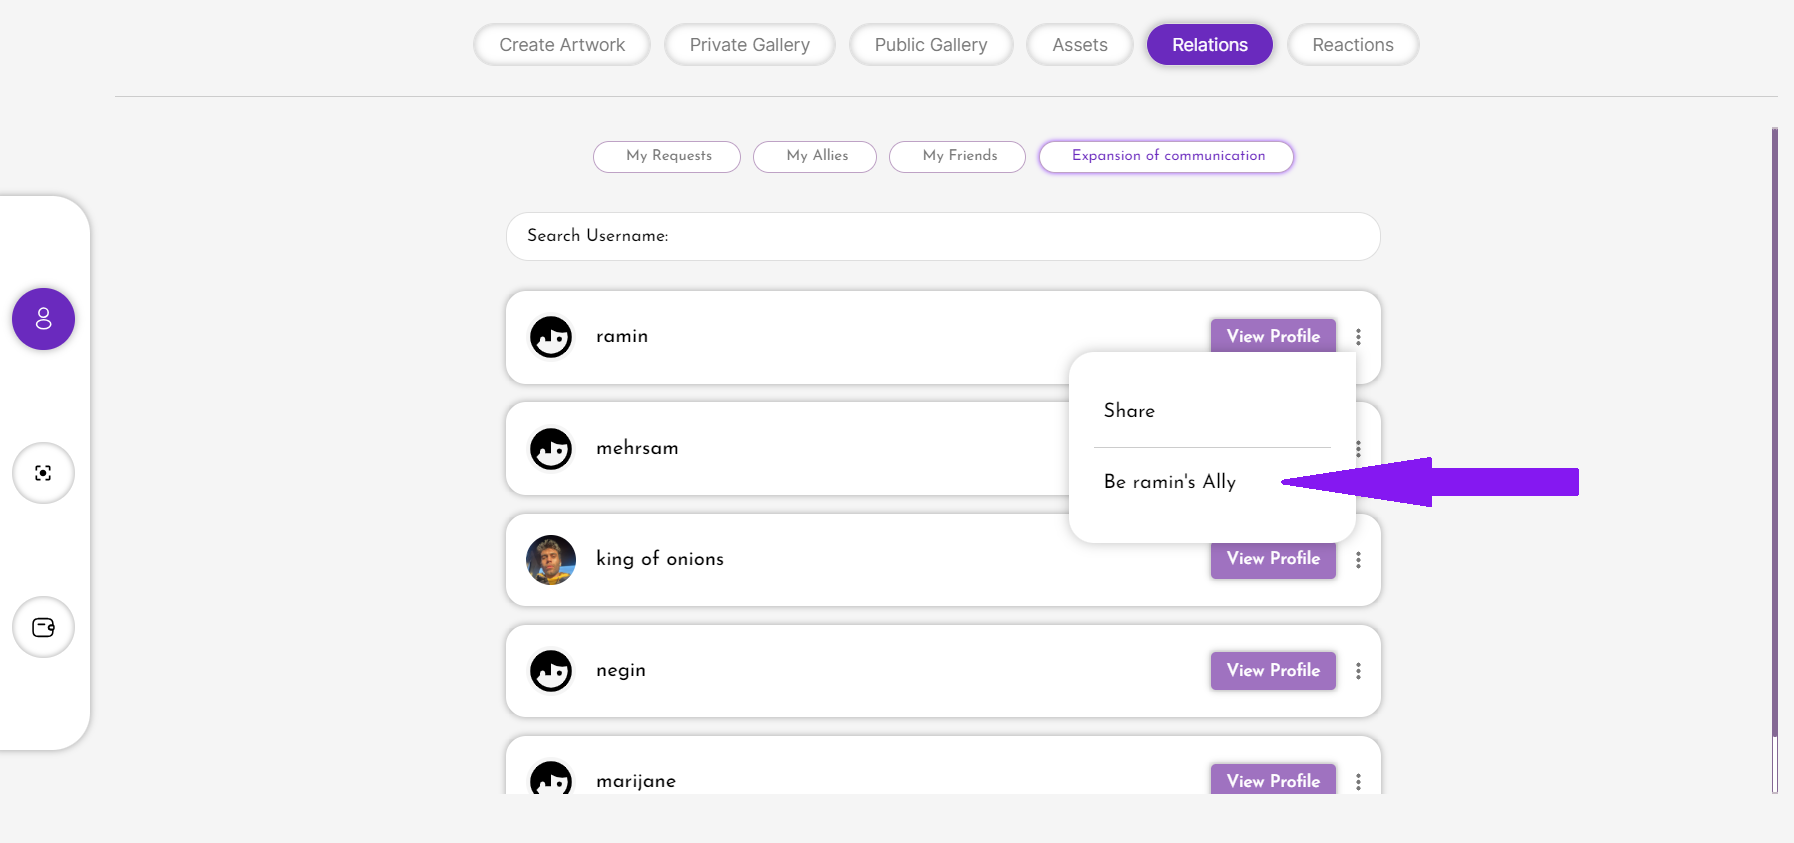 Create Artwork
Private Gallery
Public Gallery
Assets
Relations
Reactions
My Requests
My Allies
My Friends
Expansion of communication
Search Username:
ramin
View Profile
Share
mehrsam
Be ramin's Ally
king of onions
View Profile
negin
View Profile
marijane
View Profile